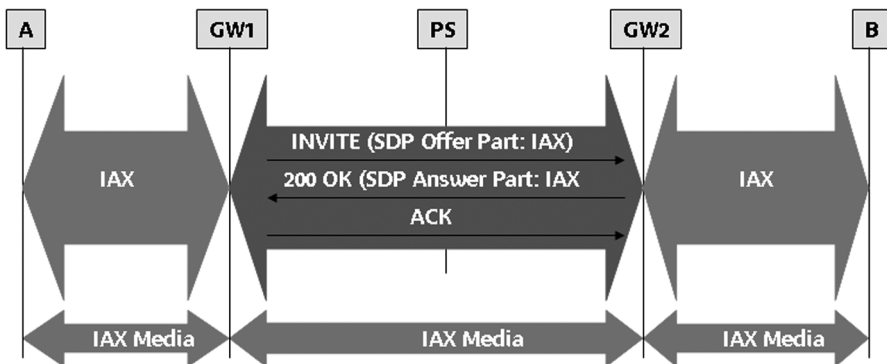 A GW1 PS GW2 B
INVITE (SDP Offer Part: IAX)
IAX 200 OK (SDP Answer Part: IAX IAX
ACK
IAX Media IAX Media IAX Media